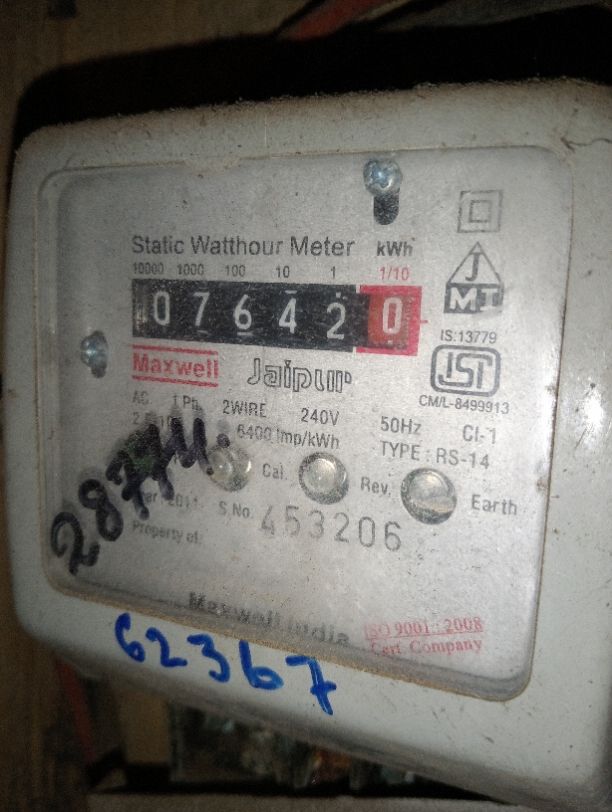 Static Watthour Meter kWh
10000 1000 100 10 1 1/10
0 7 6 4 2 0
J
MI
IS:13779
Maxwell Jaipur
ISI
CM/L-8499913
AC 1 Ph. 2WIRE 240V 50Hz Cl-1
6400 Imp/kWh TYPE : RS-14
Cal. Rev. Earth
2011 S.No. 453206
Property of:
Maxwell India
ISO 9001 : 2008
Cert. Company
62367